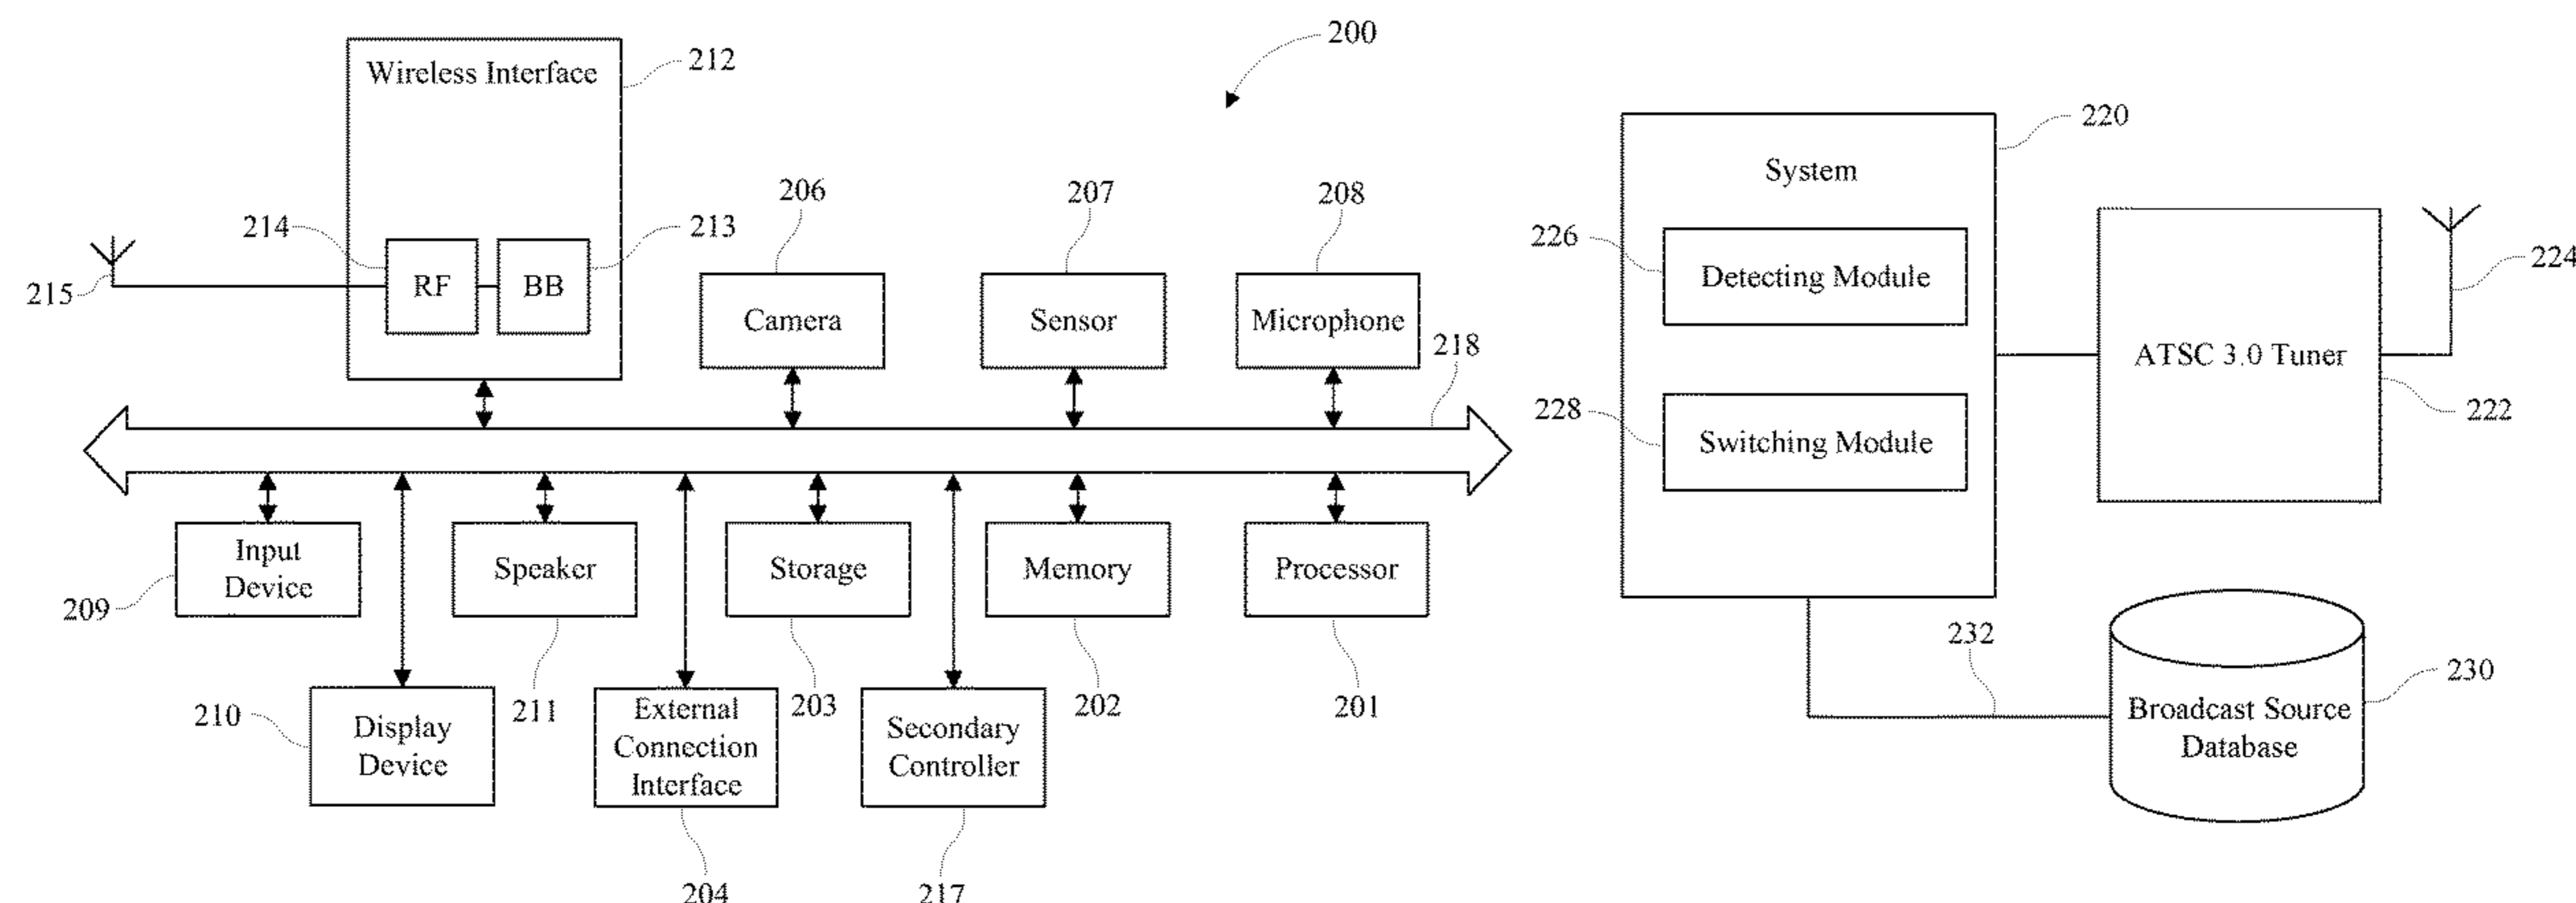 200
Wireless Interface
212
214
RF
BB
213
215
206
Camera
207
Sensor
208
Microphone
218
Input
Device
209
Display
Device
210
Speaker
211
External
Connection
Interface
204
Storage
203
Secondary
Controller
217
Memory
202
Processor
201
System
220
226
Detecting Module
228
Switching Module
ATSC 3.0 Tuner
222
224
232
Broadcast Source
Database
230